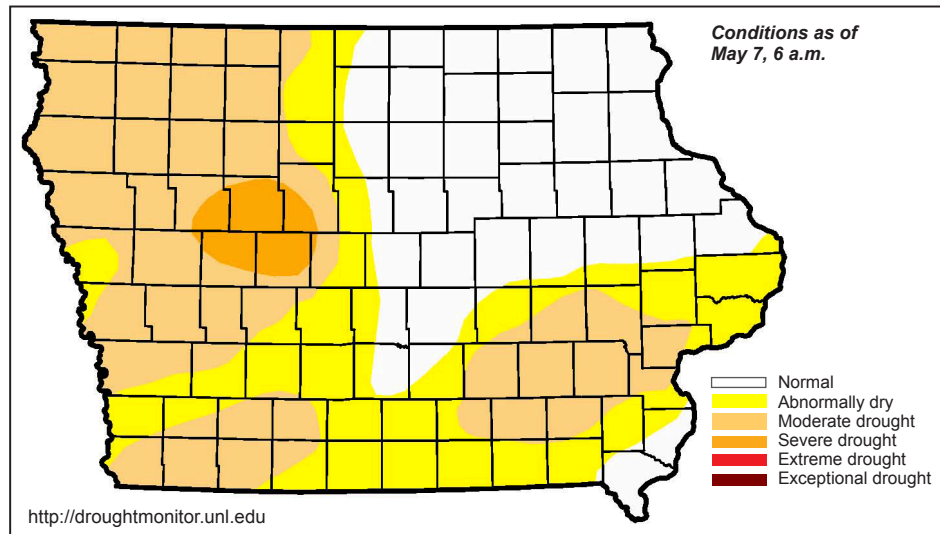 Conditions as of
May 7, 6 a.m.
Normal
Abnormally dry
Moderate drought
Severe drought
Extreme drought
Exceptional drought
http://droughtmonitor.unl.edu